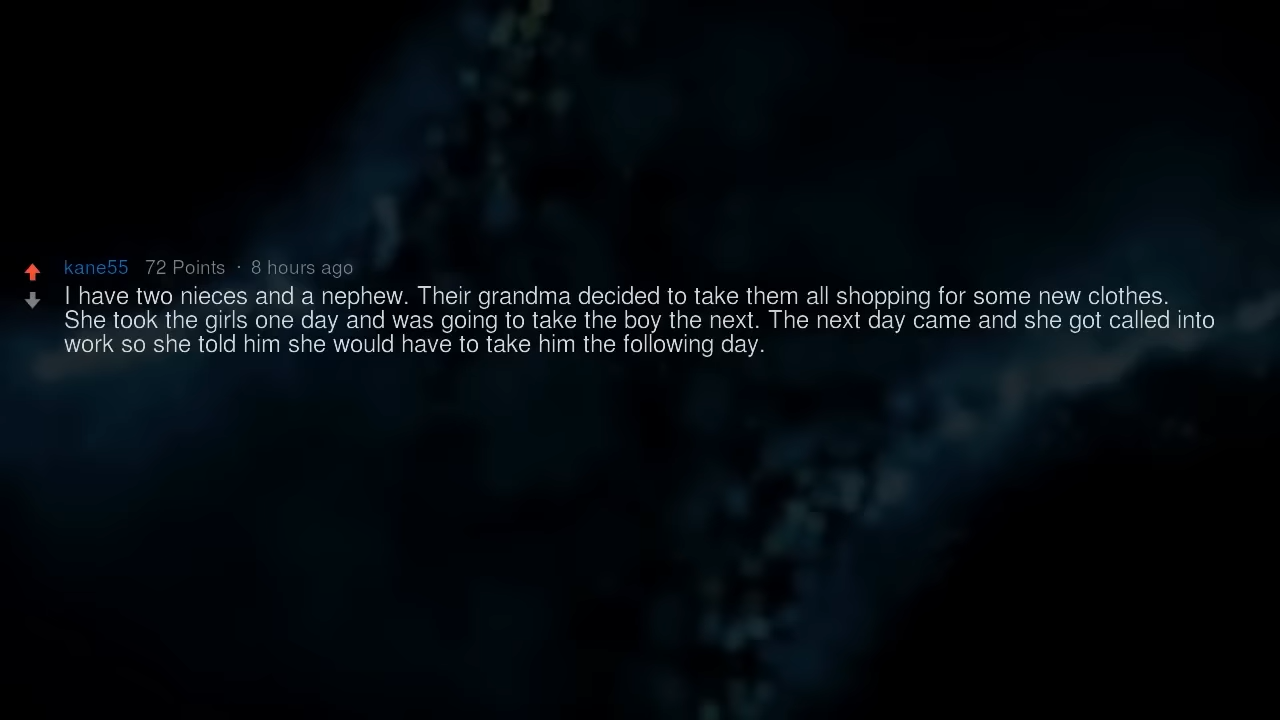 kane55 72 Points · 8 hours ago
I have two nieces and a nephew. Their grandma decided to take them all shopping for some new clothes.
She took the girls one day and was going to take the boy the next. The next day came and she got called into
work so she told him she would have to take him the following day.